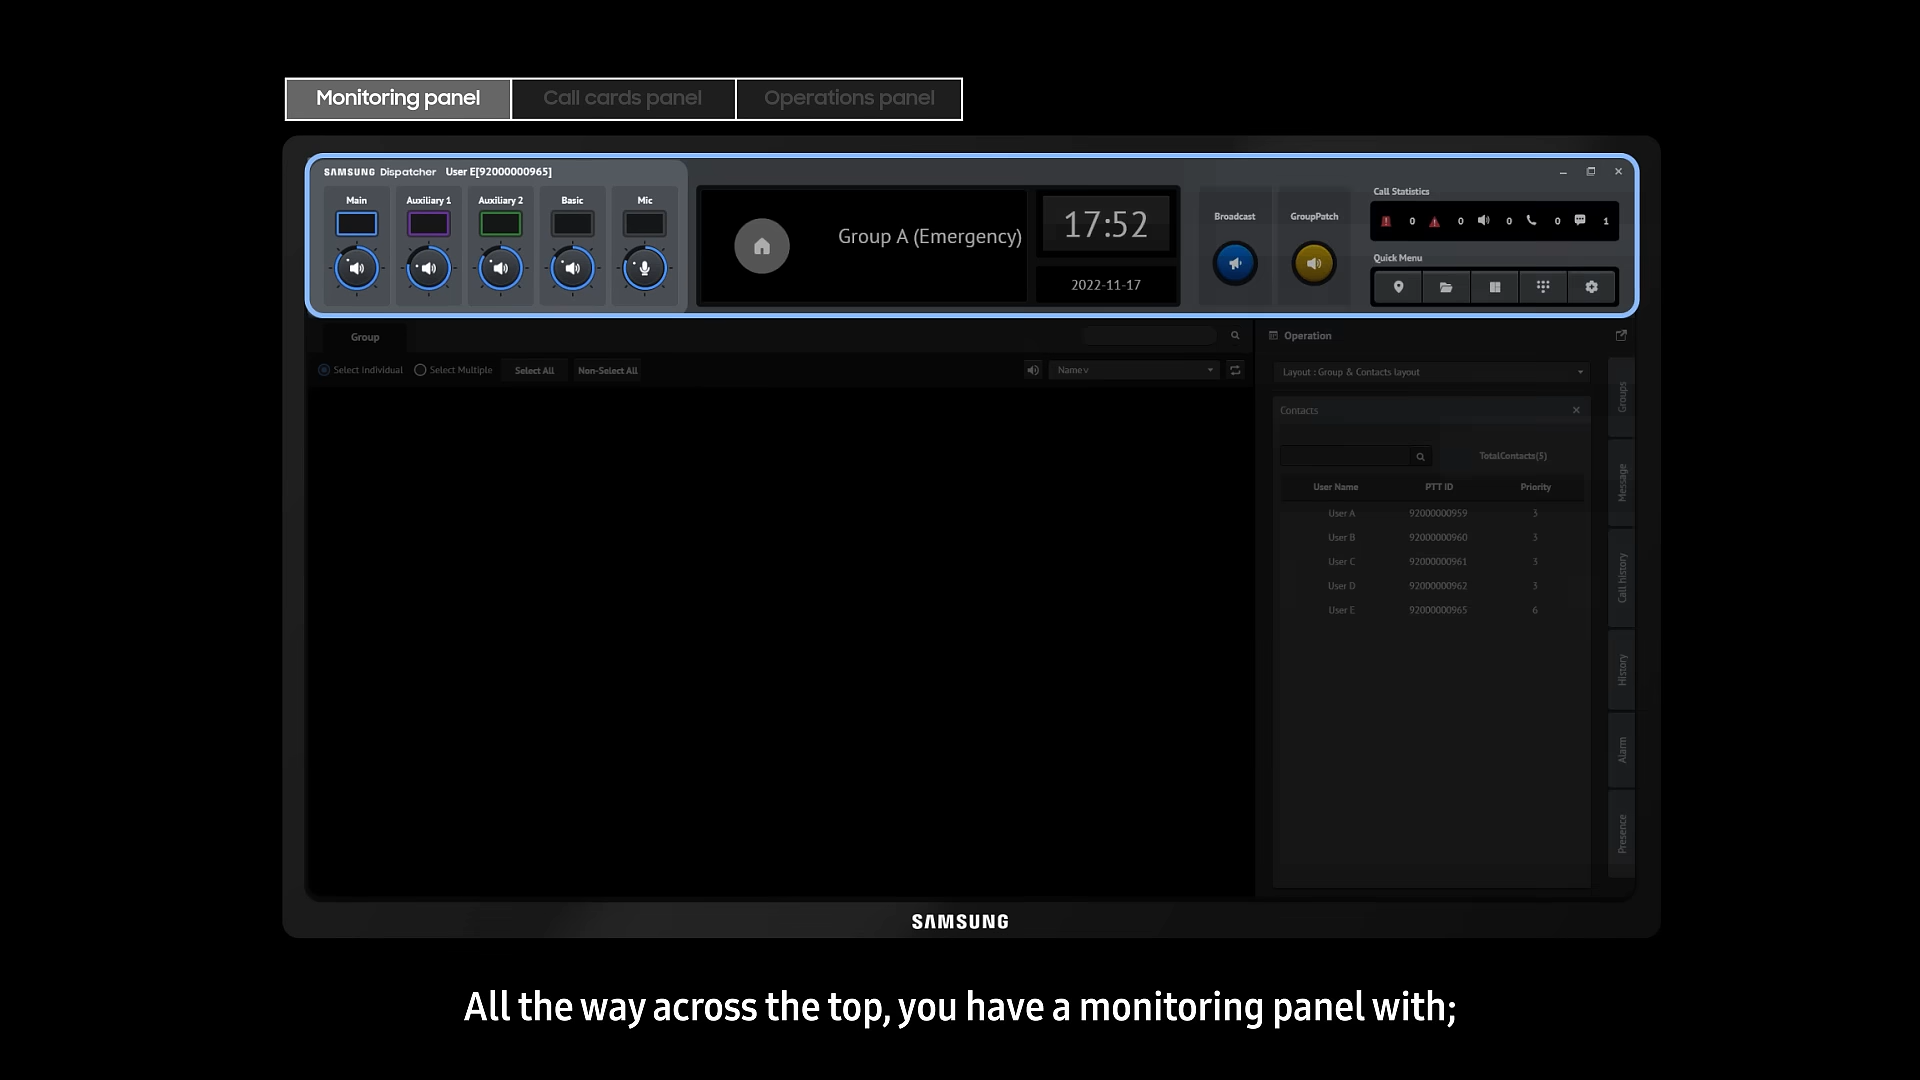 Monitoring panel
Call cards panel
Operations panel
SAMSUNG Dispatcher User E[92000000965]
Main
Auxiliary 1
Auxiliary 2
Basic
Mic
Group A (Emergency)
17:52
2022-11-17
Broadcast
GroupPatch
Call Statistics
0
0
0
0
1
Quick Menu
Group
Select Individual
Select Multiple
Select All
Non-Select All
Name v
Operation
Layout : Group & Contacts layout
Contacts
TotalContacts(5)
User Name PTT ID Priority
User A 92000000959 3
User B 92000000960 3
User C 92000000961 3
User D 92000000962 3
User E 92000000965 6
Groups
Message
Call history
History
Alarm
Presence
SAMSUNG
All the way across the top, you have a monitoring panel with;